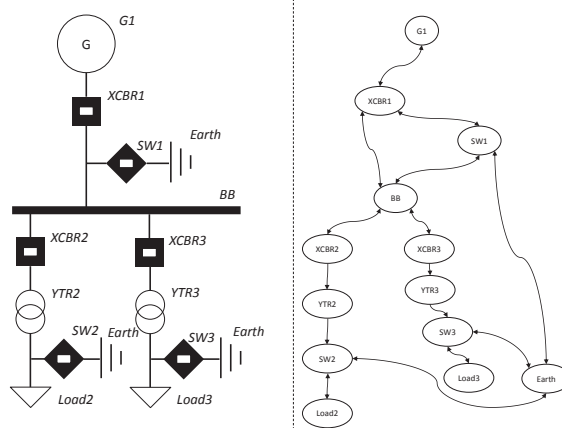 G1
G
XCBR1
SW1
Earth
BB
XCBR2
XCBR3
YTR2
YTR3
SW2
Earth
SW3
Earth
Load2
Load3
G1
XCBR1
SW1
BB
XCBR2
XCBR3
YTR2
YTR3
SW3
SW2
Load3
Earth
Load2